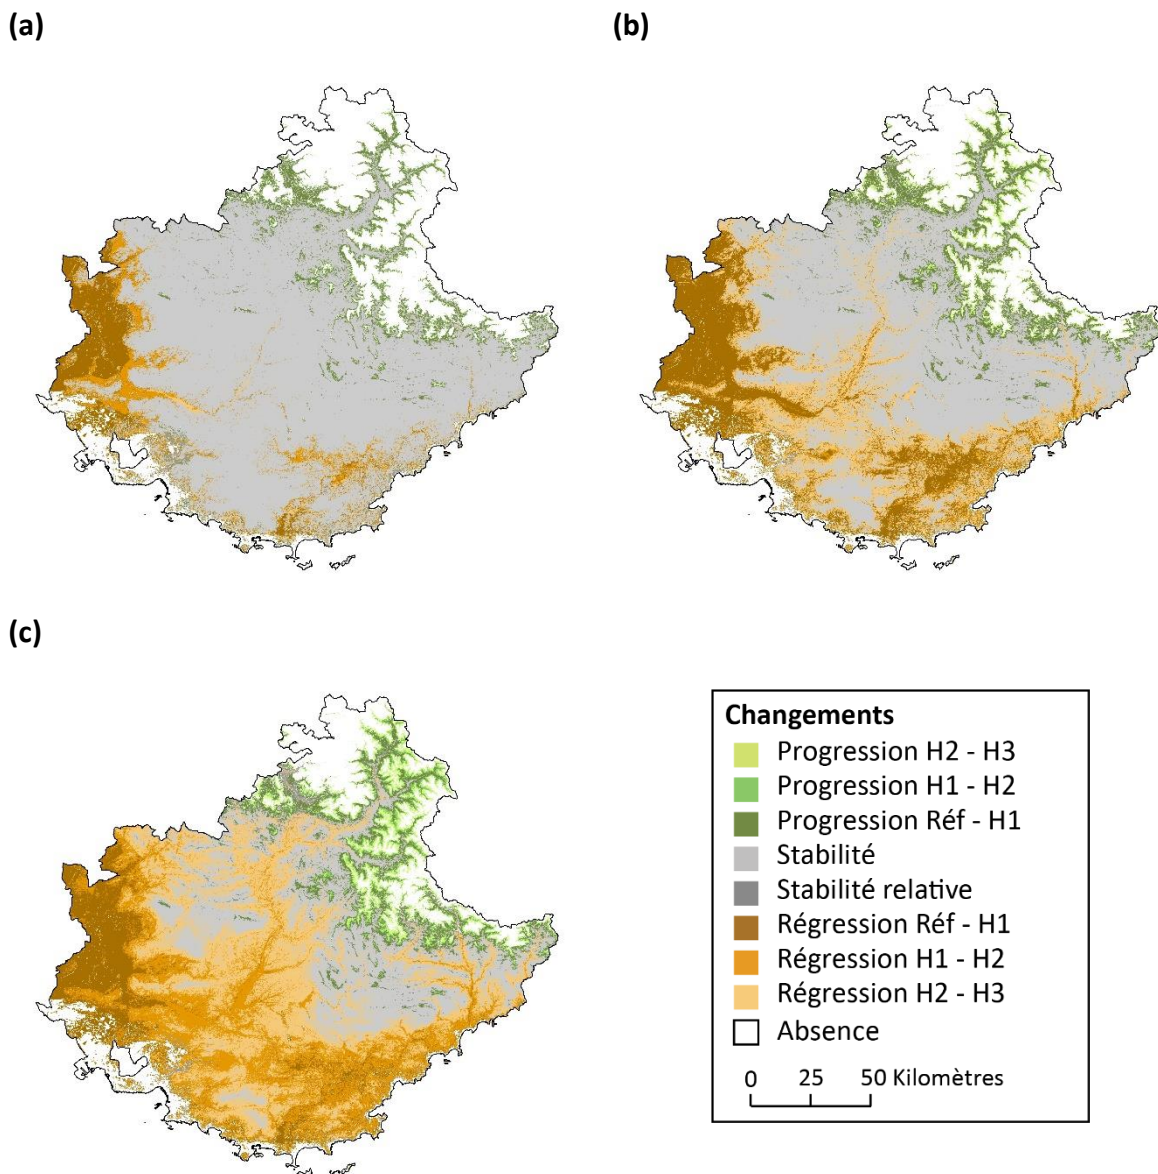 (a)
(b)
(c)
Changements
Progression H2 - H3
Progression H1 - H2
Progression Réf - H1
Stabilité
Stabilité relative
Régression Réf - H1
Régression H1 - H2
Régression H2 - H3
Absence
0 25 50 Kilomètres